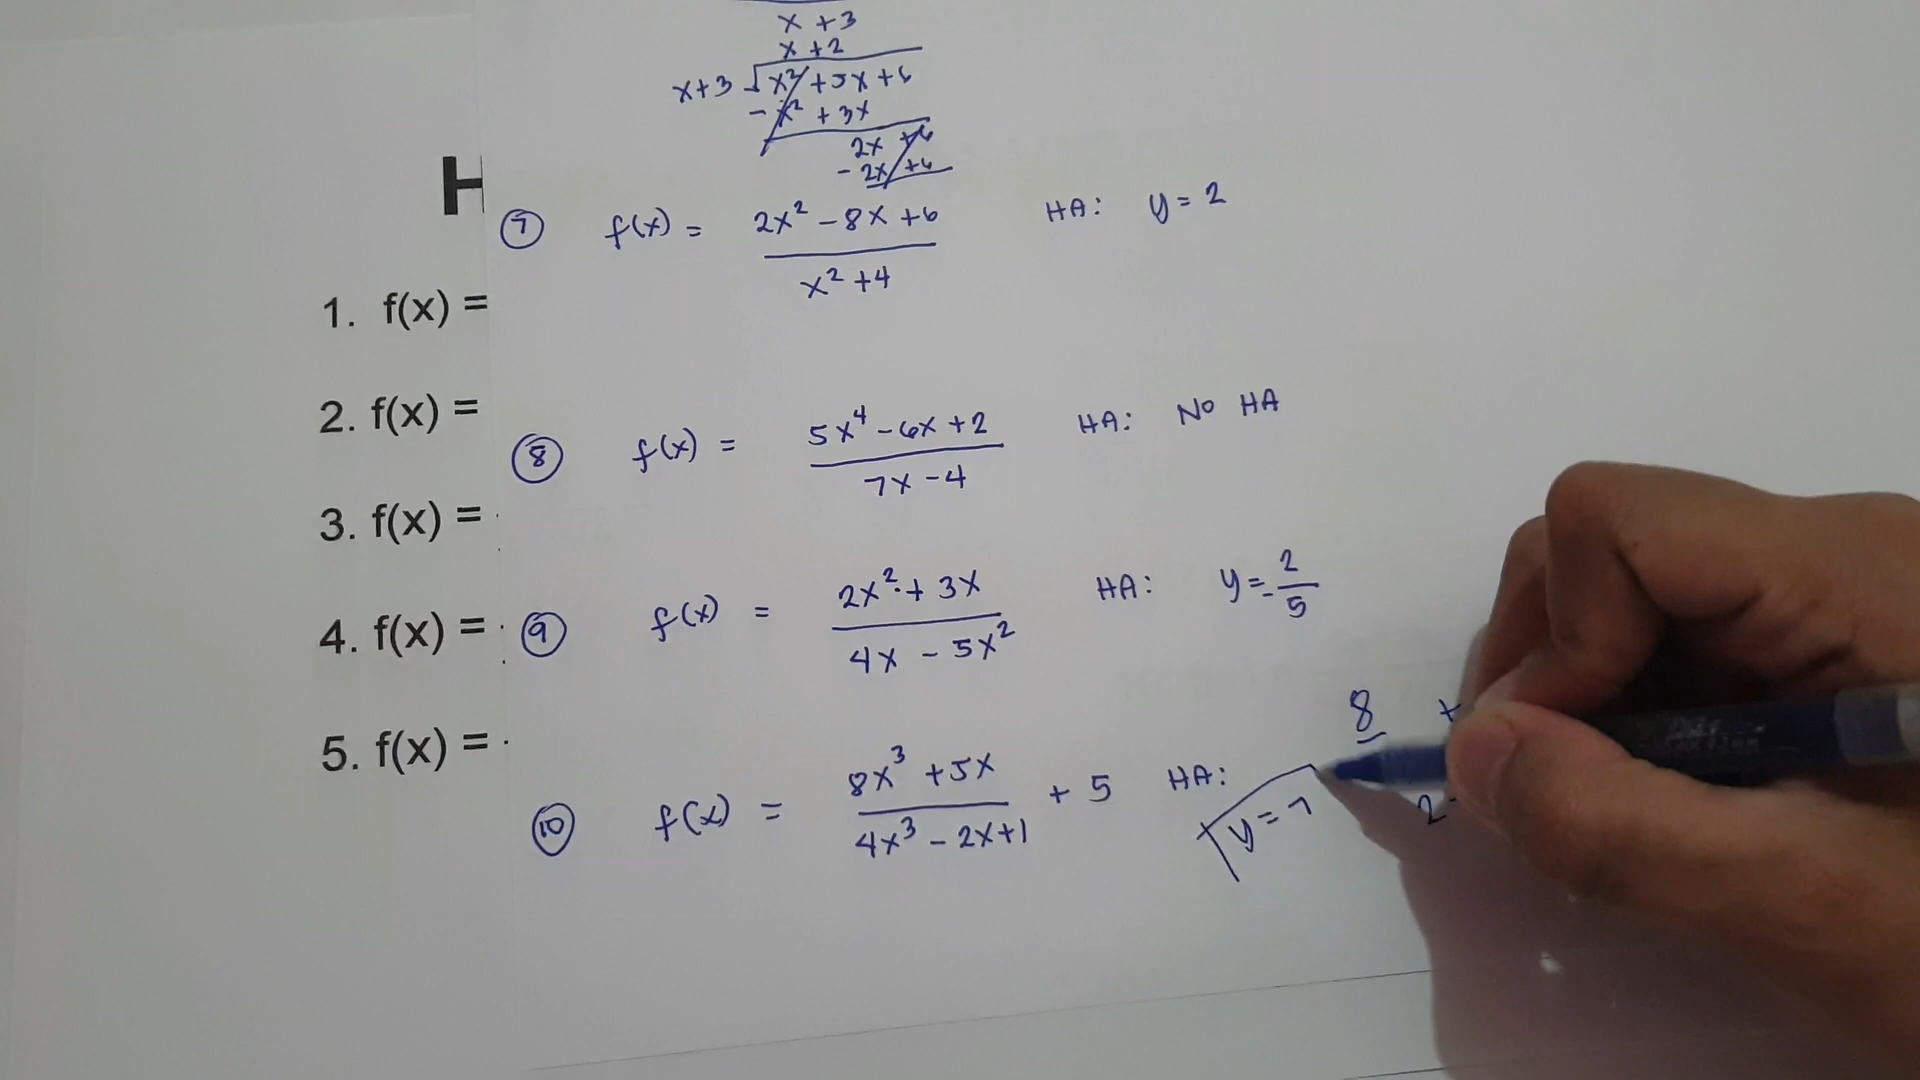 x + 3
x + 2
x + 3 √ x² + 5x + 6
- x² + 3x
2x + 6
- 2x + 6
H
⑦ f(x) = 2x² - 8x + 6 / x² + 4 HA: y = 2
1. f(x) =
2. f(x) =
⑧ f(x) = 5x⁴ - 6x + 2 / 7x - 4 HA: No HA
3. f(x) =
4. f(x) =
⑨ f(x) = 2x² + 3x / 4x - 5x² HA: y = - 2/5
5. f(x) =
⑩ f(x) = 8x³ + 5x / 4x³ - 2x + 1 + 5 HA: y = 7
8
2